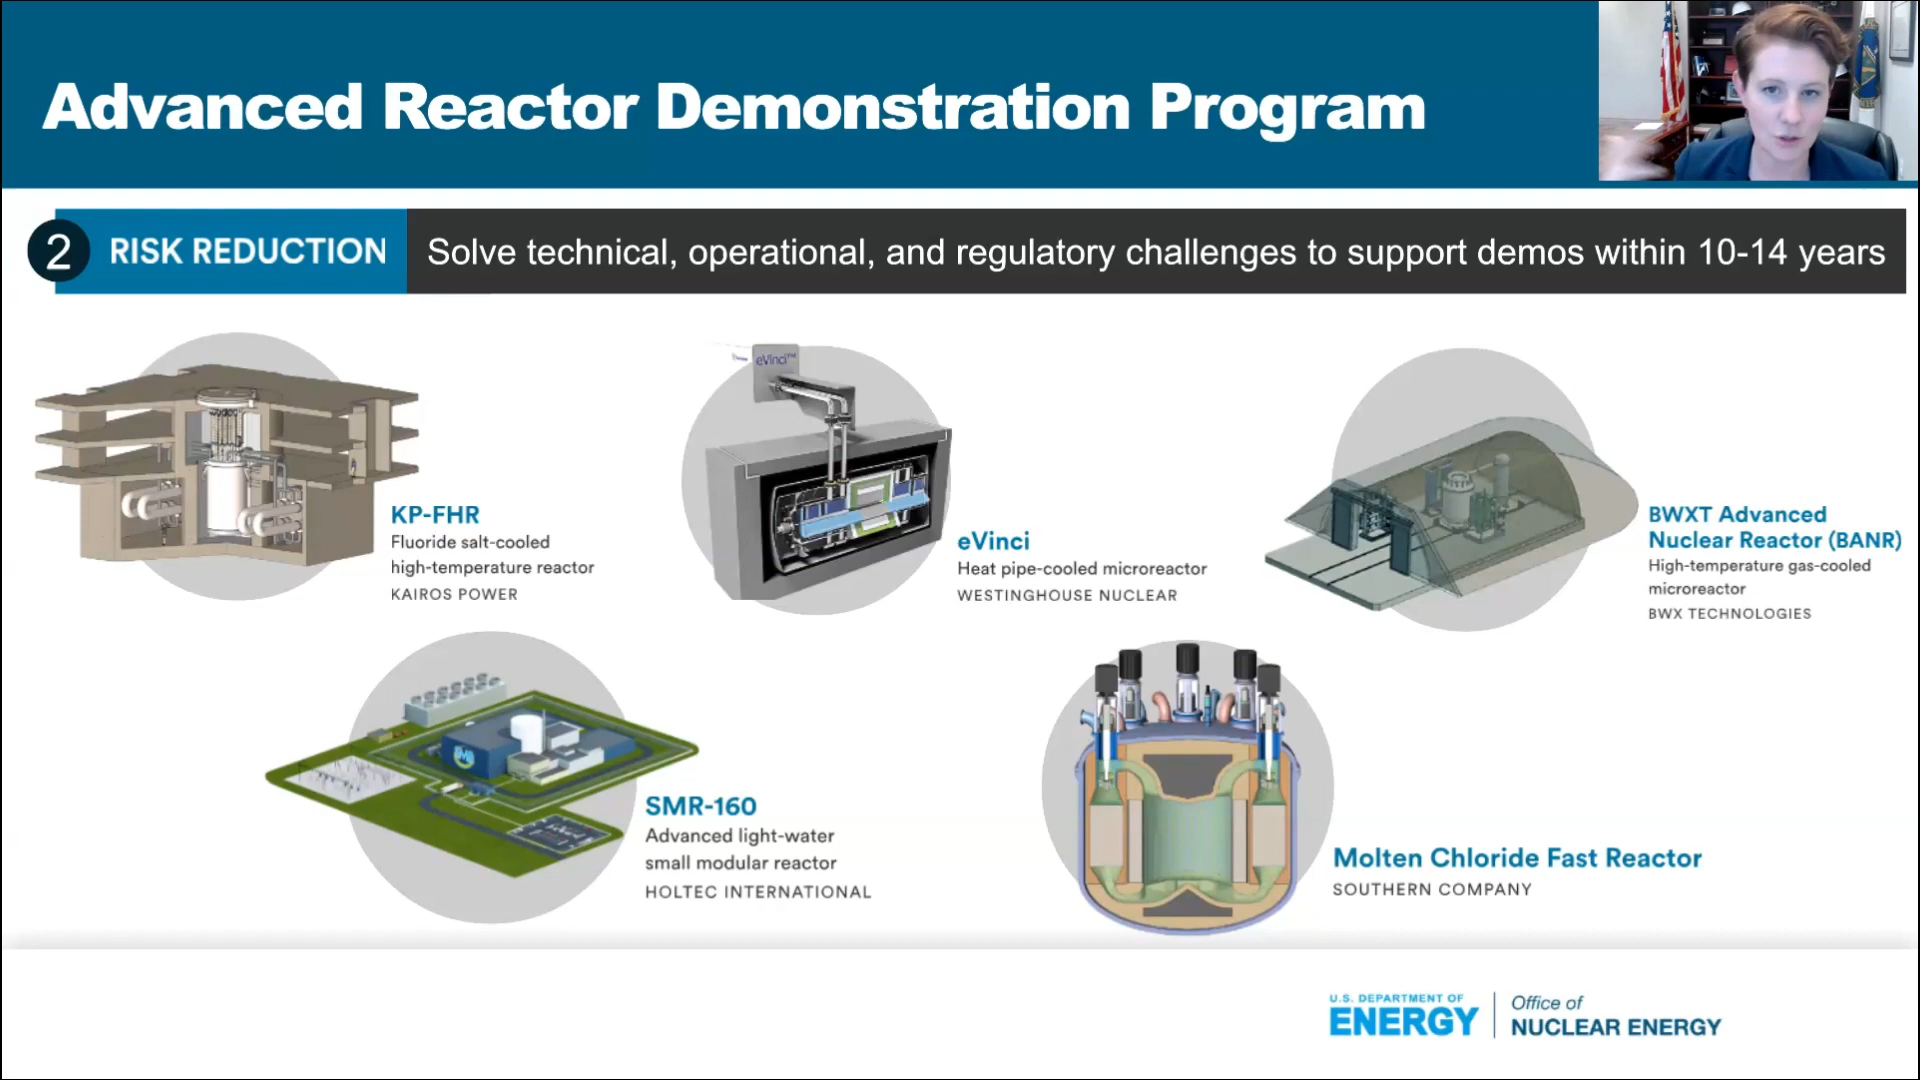 Advanced Reactor Demonstration Program
2 RISK REDUCTION Solve technical, operational, and regulatory challenges to support demos within 10-14 years
KP-FHR
Fluoride salt-cooled
high-temperature reactor
KAIROS POWER
eVinci
eVinci
Heat pipe-cooled microreactor
WESTINGHOUSE NUCLEAR
BWXT Advanced
Nuclear Reactor (BANR)
High-temperature gas-cooled
microreactor
BWX TECHNOLOGIES
SMR-160
Advanced light-water
small modular reactor
HOLTEC INTERNATIONAL
Molten Chloride Fast Reactor
SOUTHERN COMPANY
U.S. DEPARTMENT OF
ENERGY
Office of
NUCLEAR ENERGY